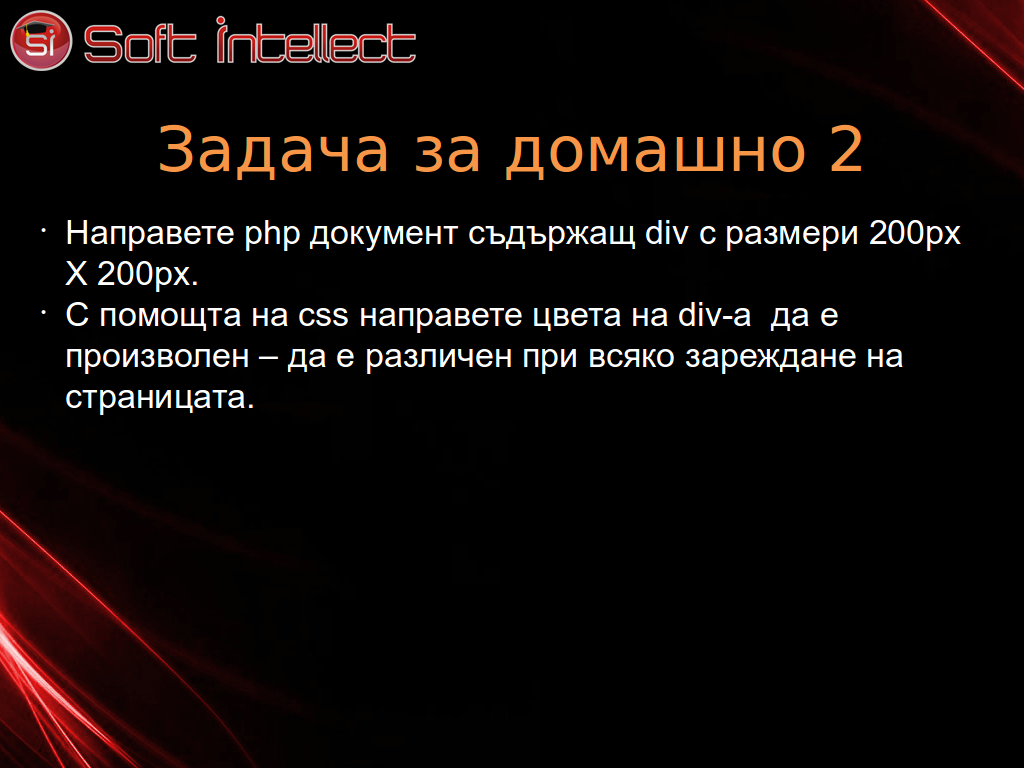 Si Soft Intellect
Задача за домашно 2
· Направете php документ съдържащ div с размери 200px
X 200px.
· С помощта на css направете цвета на div-а  да е
произволен – да е различен при всяко зареждане на
страницата.